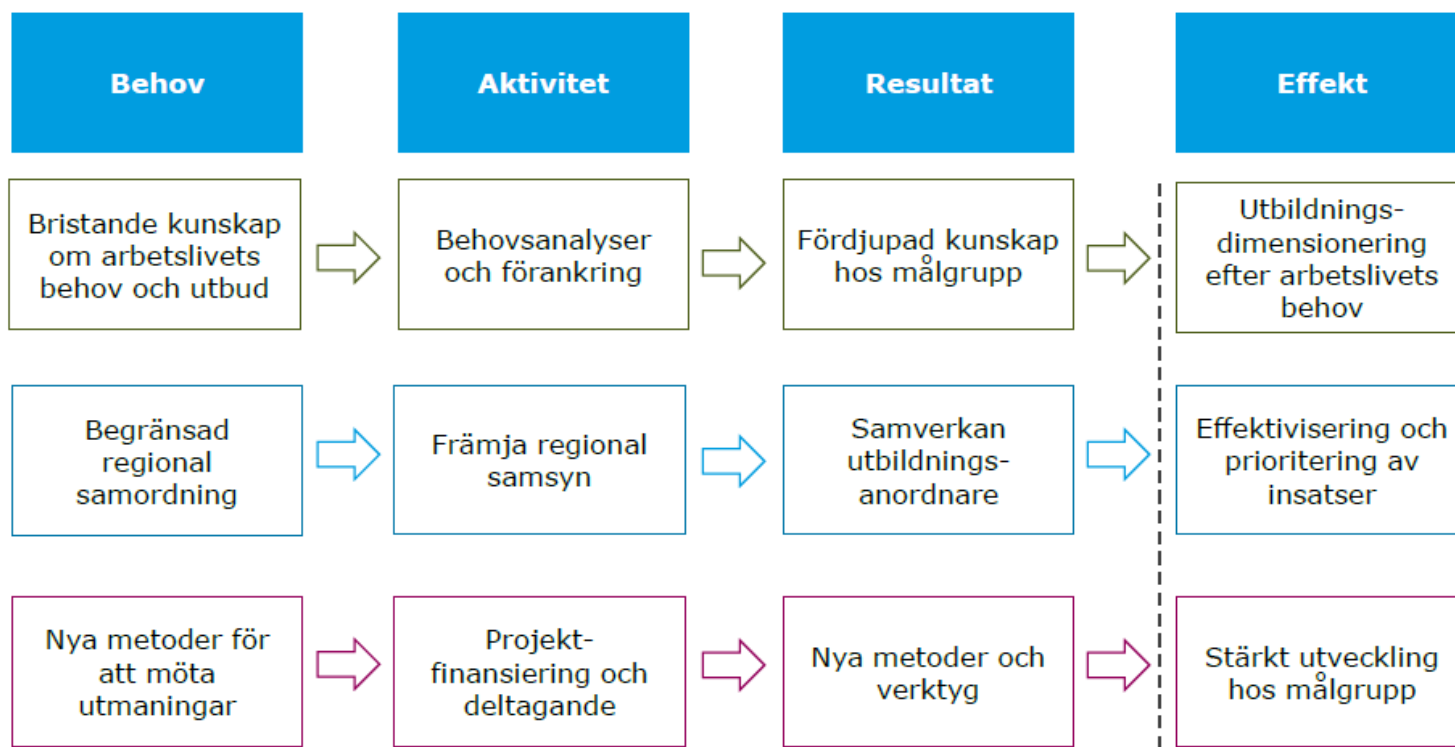 Behov
Aktivitet
Resultat
Effekt
Bristande kunskap
om arbetslivets
behov och utbud
Behovsanalyser
och förankring
Fördjupad kunskap
hos målgrupp
Utbildnings-
dimensionering
efter arbetslivets
behov
Begränsad
regional
samordning
Främja regional
samsyn
Samverkan
utbildnings-
anordnare
Effektivisering och
prioritering av
insatser
Nya metoder för
att möta
utmaningar
Projekt-
finansiering och
deltagande
Nya metoder och
verktyg
Stärkt utveckling
hos målgrupp